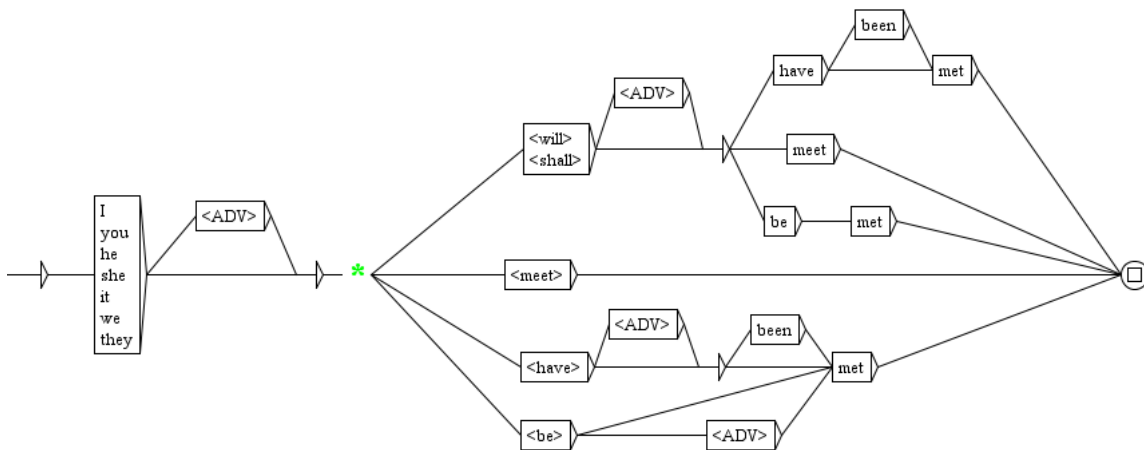 I
you
he
she
it
we
they
<ADV>
*
<will>
<shall>
<ADV>
have
been
met
meet
be
met
<meet>
<have>
<ADV>
been
met
<be>
<ADV>